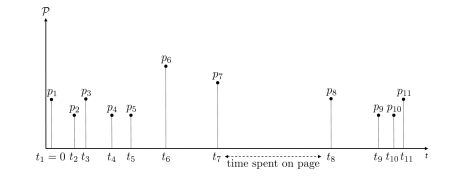 𝒫
p₆
p₇
p₁ p₃ p₈ p₁₁
p₂ p₄ p₅ p₉ p₁₀
t₁ = 0 t₂ t₃ t₄ t₅ t₆ t₇ t₈ t₉ t₁₀ t₁₁ t
time spent on page